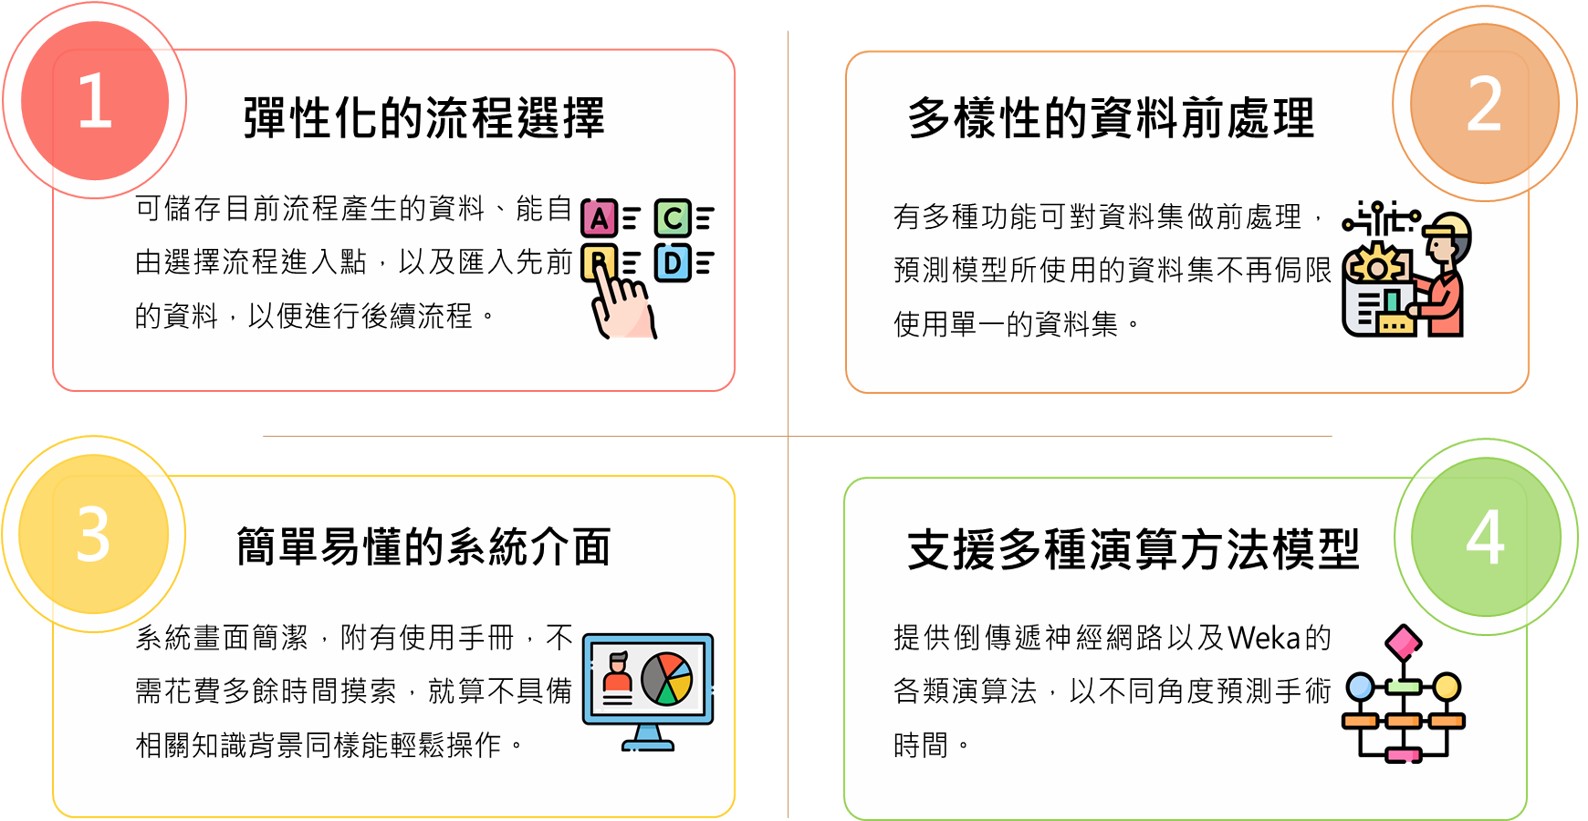 1
彈性化的流程選擇
可儲存目前流程產生的資料、能自
由選擇流程進入點，以及匯入先前
的資料，以便進行後續流程。
A
C
B
D
2
多樣性的資料前處理
有多種功能可對資料集做前處理，
預測模型所使用的資料集不再侷限
使用單一的資料集。
3
簡單易懂的系統介面
系統畫面簡潔，附有使用手冊，不
需花費多餘時間摸索，就算不具備
相關知識背景同樣能輕鬆操作。
4
支援多種演算方法模型
提供倒傳遞神經網路以及Weka的
各類演算法，以不同角度預測手術
時間。